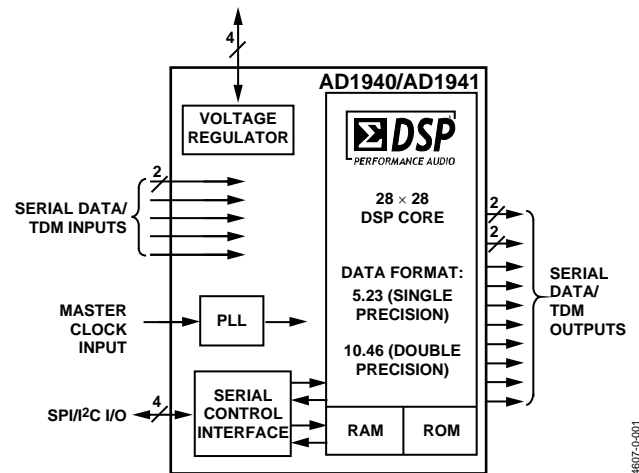 4
AD1940/AD1941
VOLTAGE
REGULATOR
ΣDSP
PERFORMANCE AUDIO
2
SERIAL DATA/
TDM INPUTS
28 × 28
DSP CORE
2
2
DATA FORMAT:
5.23 (SINGLE
PRECISION)
10.46 (DOUBLE
PRECISION)
SERIAL
DATA/
TDM
OUTPUTS
MASTER
CLOCK
INPUT
PLL
SPI/I²C I/O
4
SERIAL
CONTROL
INTERFACE
RAM
ROM
4607-0-001